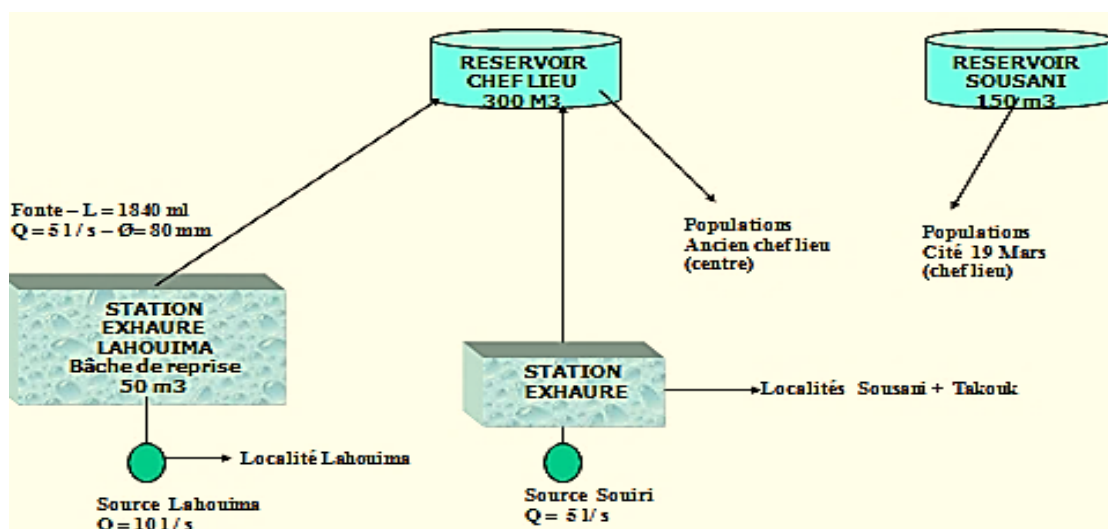 RESERVOIR
CHEF LIEU
300 M3
RESERVOIR
SOUSANI
150 m3
Fonte – L = 1840 ml
Q = 5 l / s – Ø = 80 mm
Populations
Ancien chef lieu
(centre)
Populations
Cité 19 Mars
(chef lieu)
STATION
EXHAURE
LAHOUIMA
Bâche de reprise
50 m3
STATION
EXHAURE
Localités Sousani + Takouk
Localité Lahouima
Source Lahouima
Q = 10 l / s
Source Souiri
Q = 5 l / s